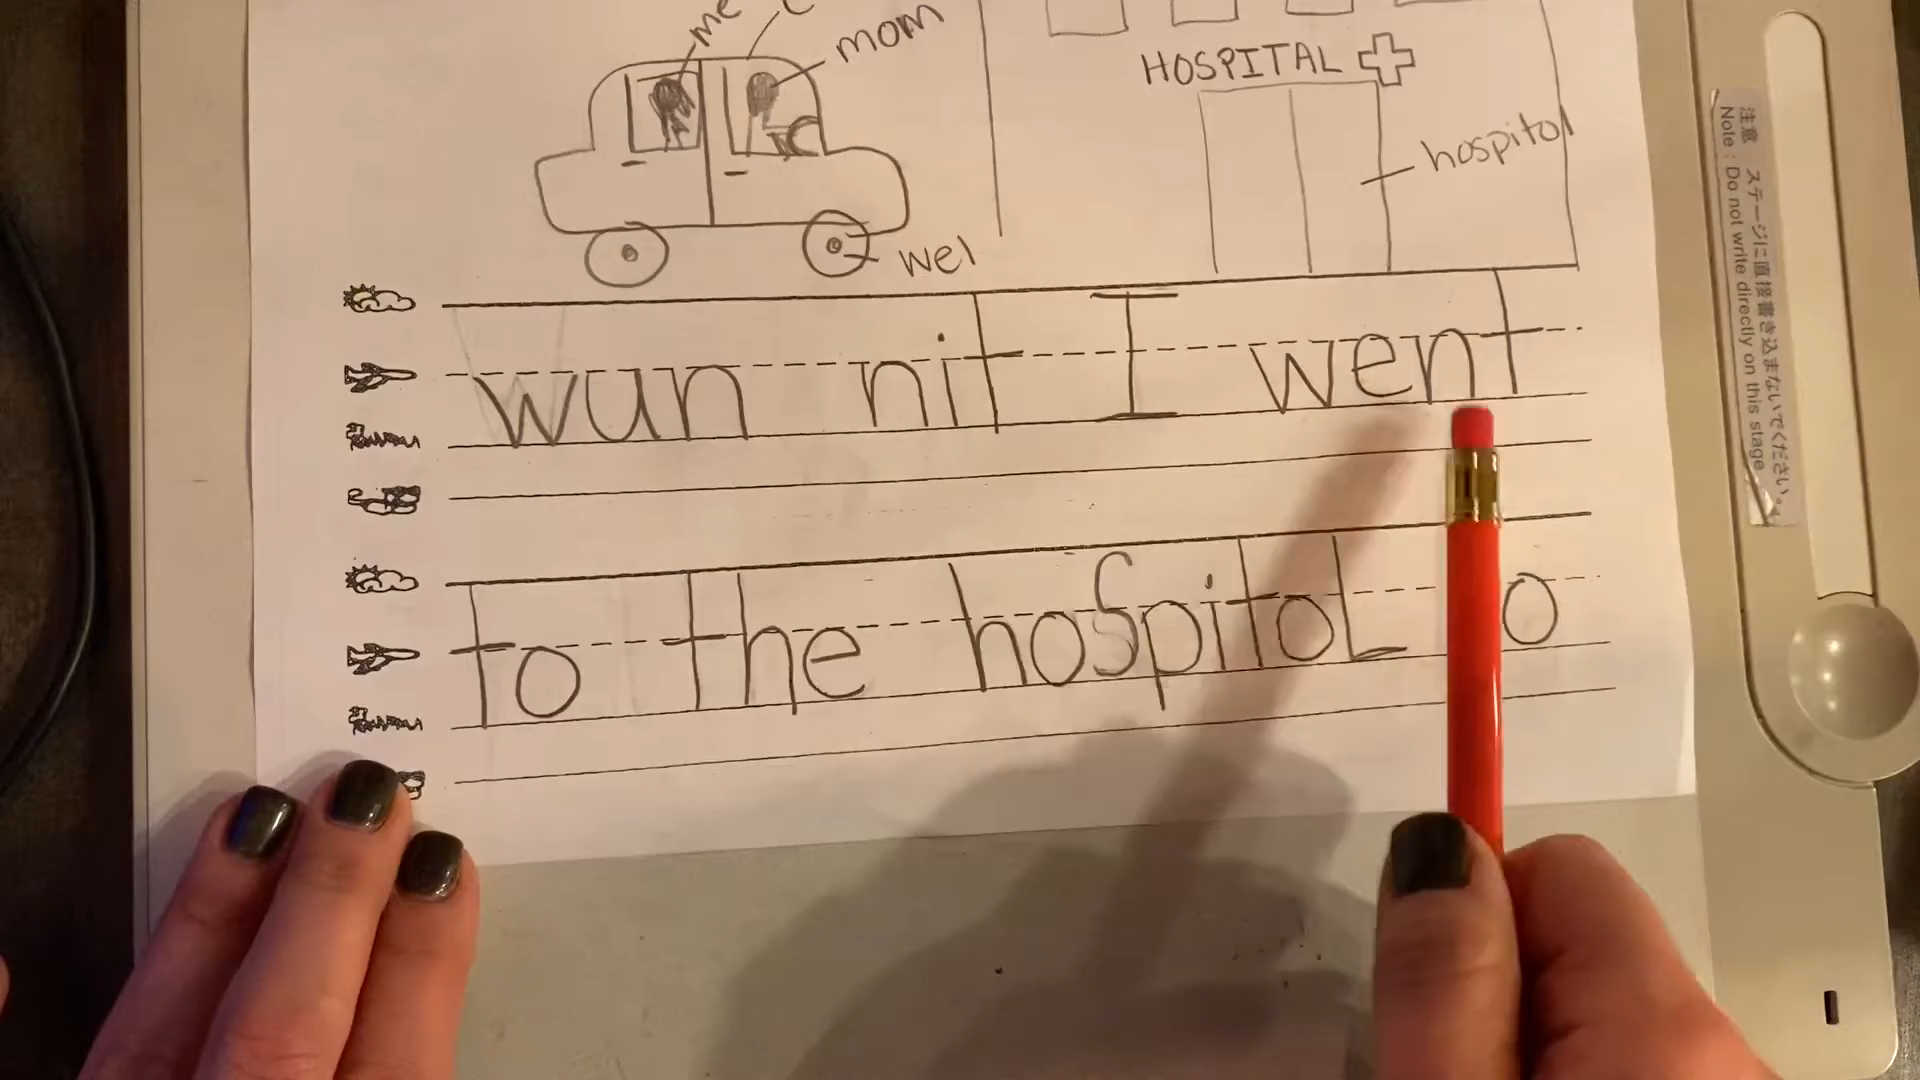 me
mom
HOSPITAL
hospitol
wel
wun nit I went
to the hospitol o
注意 ステージに直接書き込まないでください。
Note : Do not write directly on this stage